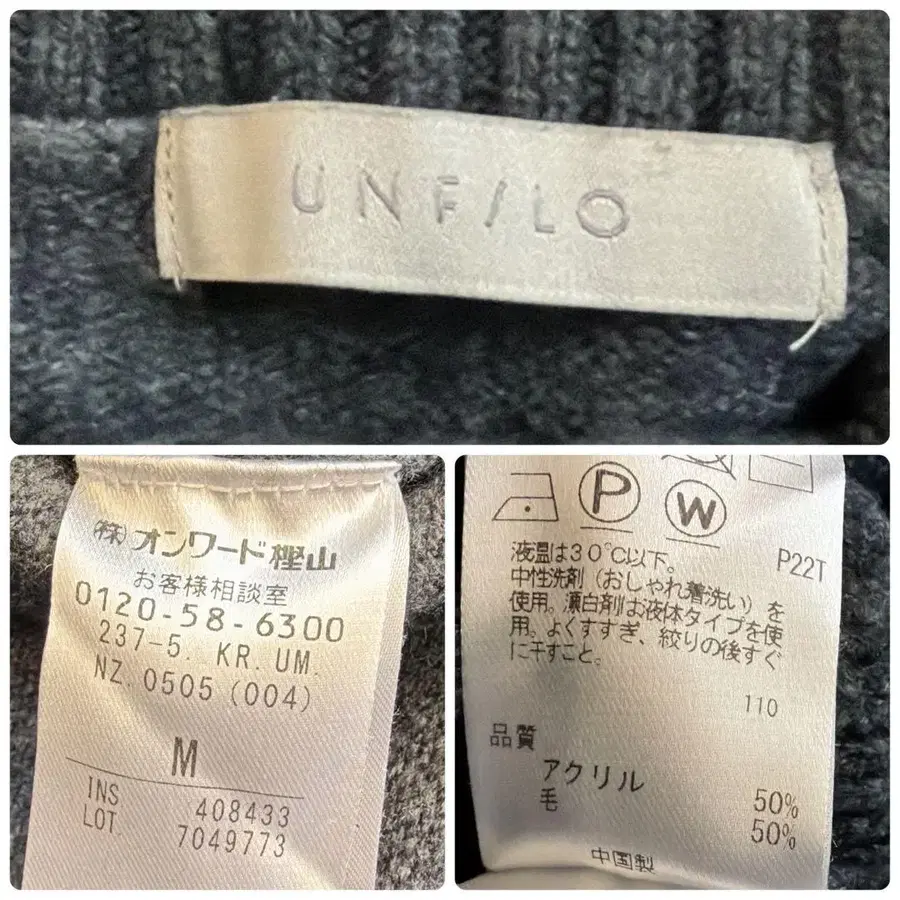 UNF/LO
㈱オンワード樫山
お客様相談室
0120-58-6300
237-5. KR. UM.
NZ. 0505 (004)
M
INS 408433
LOT. 7049773
P
W
P22T
液温は30℃以下。
中性洗剤(おしゃれ着洗い)を
使用。漂白剤は液体タイプを使
用。よくすすぎ、絞りの後すぐ
に干すこと。
110
品質
アクリル 50%
毛 50%
中国製